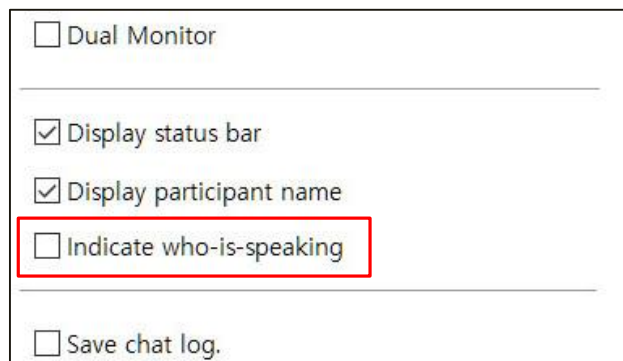 Dual Monitor
Display status bar
Display participant name
Indicate who-is-speaking
Save chat log.